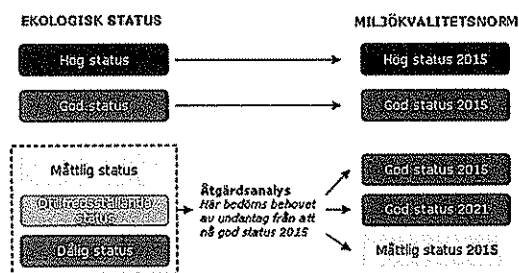 EKOLOGISK STATUS
MILJÖKVALITETSNORM
Hög status
Hög status 2015
God status
God status 2015
Måttlig status
Otillfredsställande
status
Dålig status
Åtgärdsanalys
Här bedöms behovet
av undantag från att
nå god status 2015
God status 2015
God status 2021
Måttlig status 2015